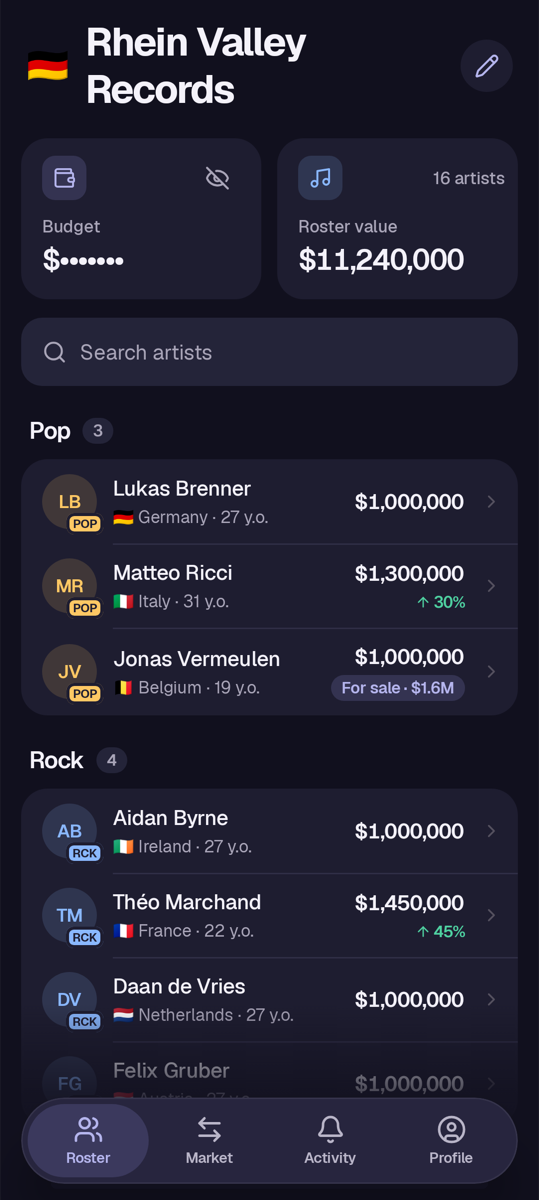 Rhein Valley
Records
16 artists
Budget
$•••••••
Roster value
$11,240,000
Search artists
Pop 3
LB
POP
Lukas Brenner
Germany · 27 y.o.
$1,000,000
MR
POP
Matteo Ricci
Italy · 31 y.o.
$1,300,000
↑ 30%
JV
POP
Jonas Vermeulen
Belgium · 19 y.o.
$1,000,000
For sale · $1.6M
Rock 4
AB
RCK
Aidan Byrne
Ireland · 27 y.o.
$1,000,000
TM
RCK
Théo Marchand
France · 22 y.o.
$1,450,000
↑ 45%
DV
RCK
Daan de Vries
Netherlands · 27 y.o.
$1,000,000
FG
Felix Gruber
Austria · 27 y.o.
$1,000,000
Roster
Market
Activity
Profile